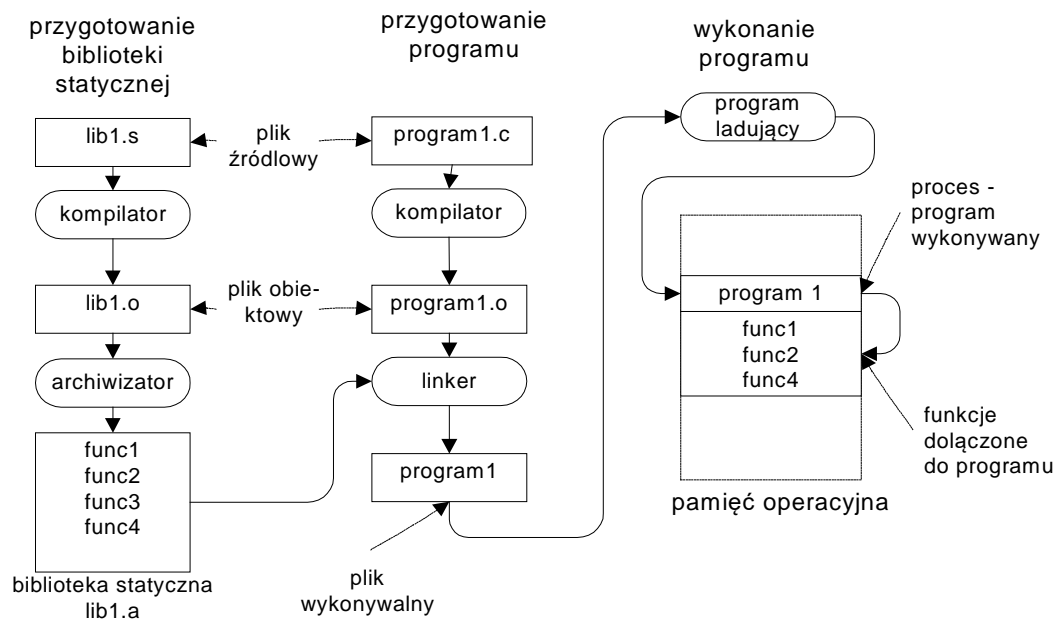 przygotowanie
biblioteki
statycznej
lib1.s
kompilator
lib1.o
archiwizator
func1
func2
func3
func4
biblioteka statyczna
lib1.a
plik
źródlowy
plik obie-
ktowy
przygotowanie
programu
program1.c
kompilator
program1.o
linker
program1
plik
wykonywalny
wykonanie
programu
program
ladujący
proces -
program
wykonywany
program 1
func1
func2
func4
funkcje
dolączone
do programu
pamięć operacyjna